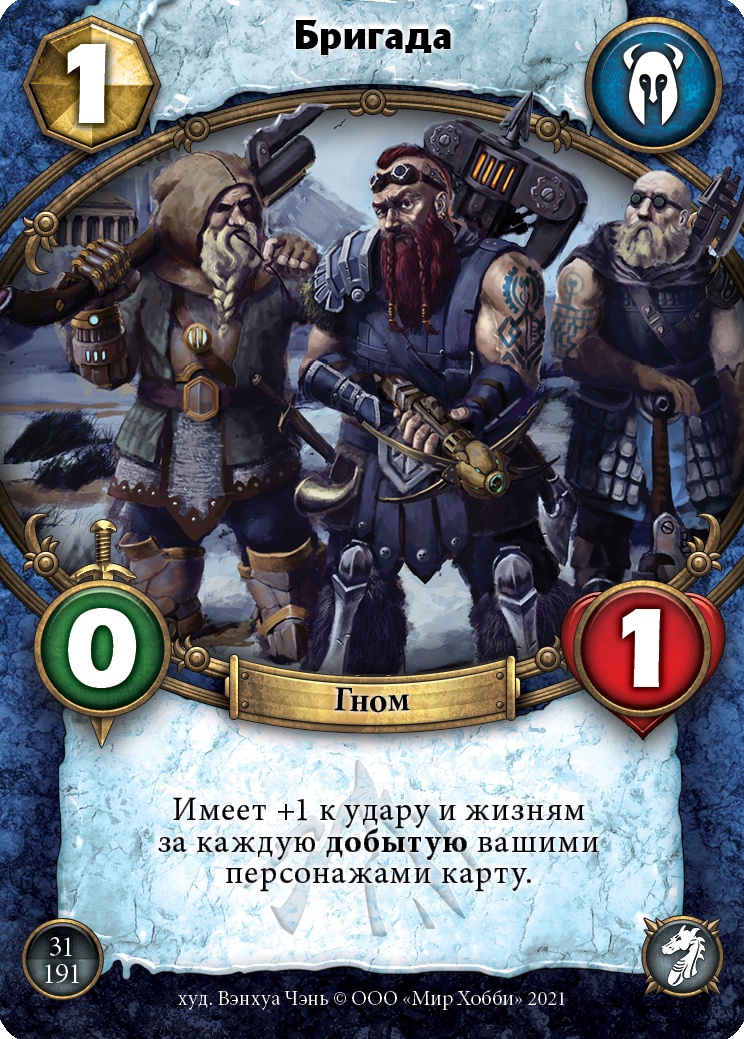 Бригада
1
0
1
Гном
Имеет +1 к удару и жизням
за каждую добытую вашими
персонажами карту.
31
191
худ. Вэнхуа Чэнь © ООО «Мир Хобби» 2021